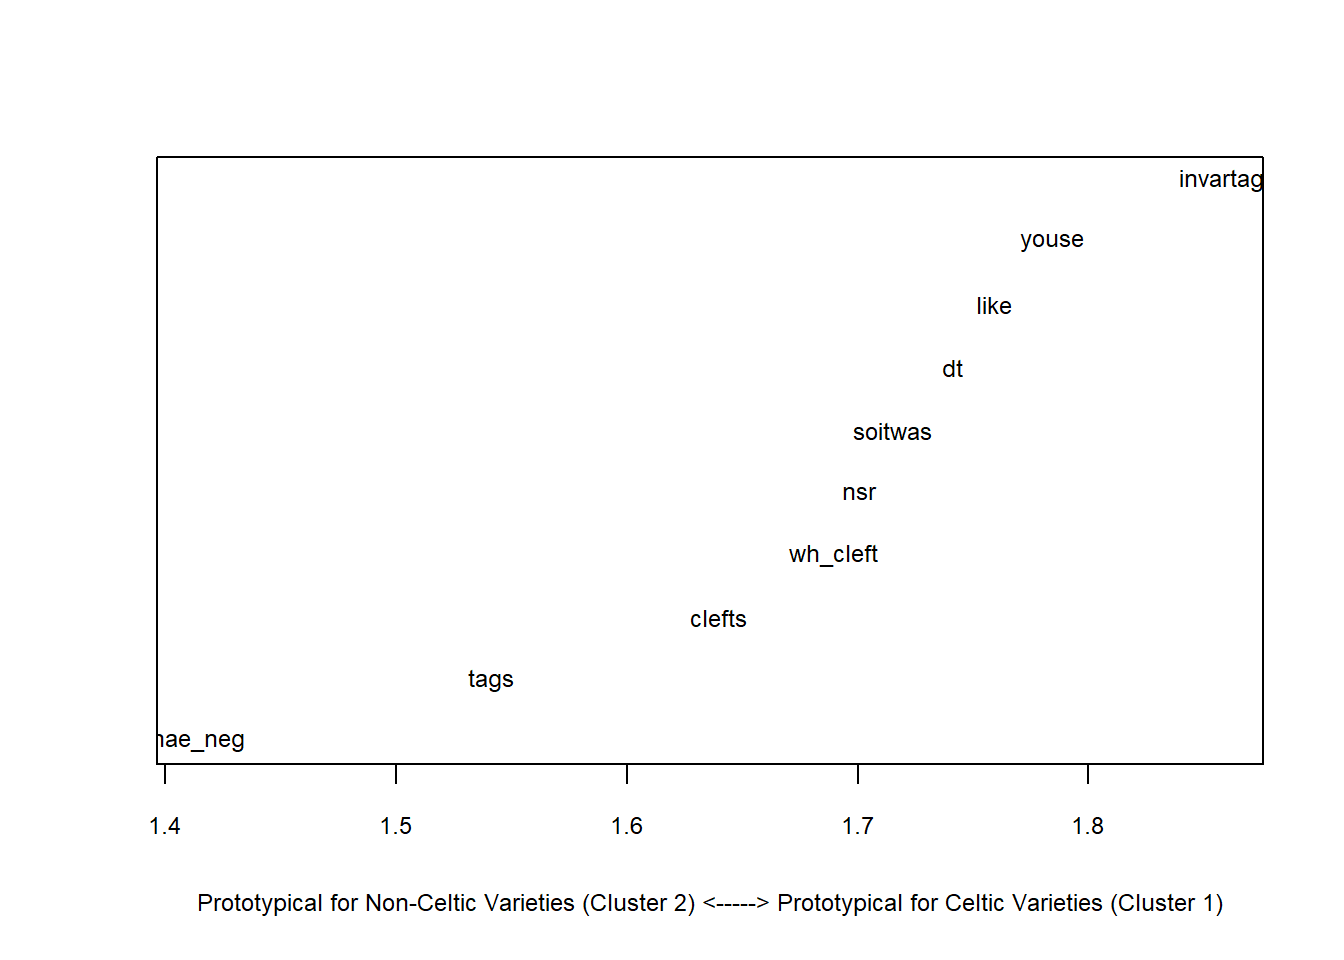 invartag
youse
like
dt
soitwas
nsr
wh_cleft
clefts
tags
nae_neg
1.4 1.5 1.6 1.7 1.8
Prototypical for Non-Celtic Varieties (Cluster 2) <-----> Prototypical for Celtic Varieties (Cluster 1)